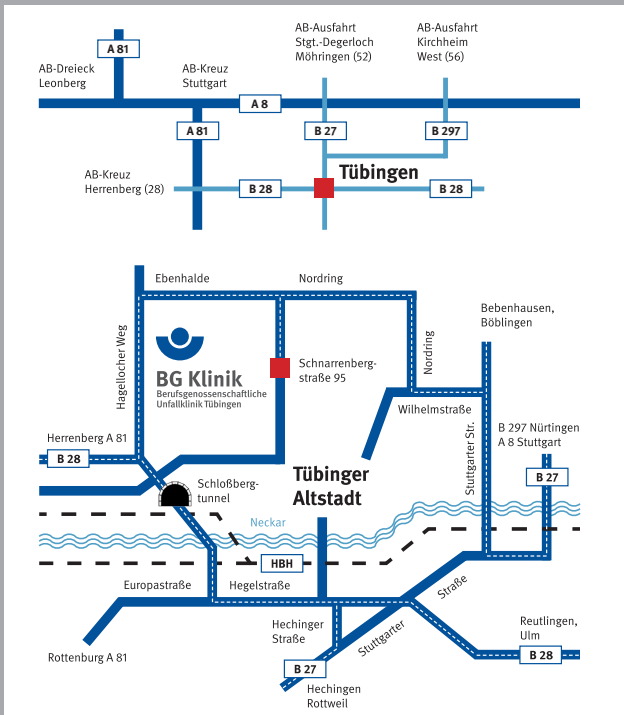 AB-Ausfahrt
Stgt.-Degerloch
Möhringen (52)
AB-Ausfahrt
Kirchheim
West (56)
A 81
AB-Dreieck
Leonberg
AB-Kreuz
Stuttgart
A 8
A 81
B 27
B 297
AB-Kreuz
Herrenberg (28)
Tübingen
B 28
B 28
Ebenhalde
Nordring
Bebenhausen,
Böblingen
Hagellocher Weg
Nordring
BG Klinik
Berufsgenossenschaftliche
Unfallklinik Tübingen
Schnarrenberg-
straße 95
Wilhelmstraße
Stuttgarter Str.
B 297 Nürtingen
A 8 Stuttgart
B 27
Herrenberg A 81
B 28
Schloßberg-
tunnel
Tübinger
Altstadt
Neckar
HBH
Europastraße
Hegelstraße
Stuttgarter
Straße
Hechinger
Straße
Reutlingen,
Ulm
B 28
Rottenburg A 81
B 27
Hechingen
Rottweil